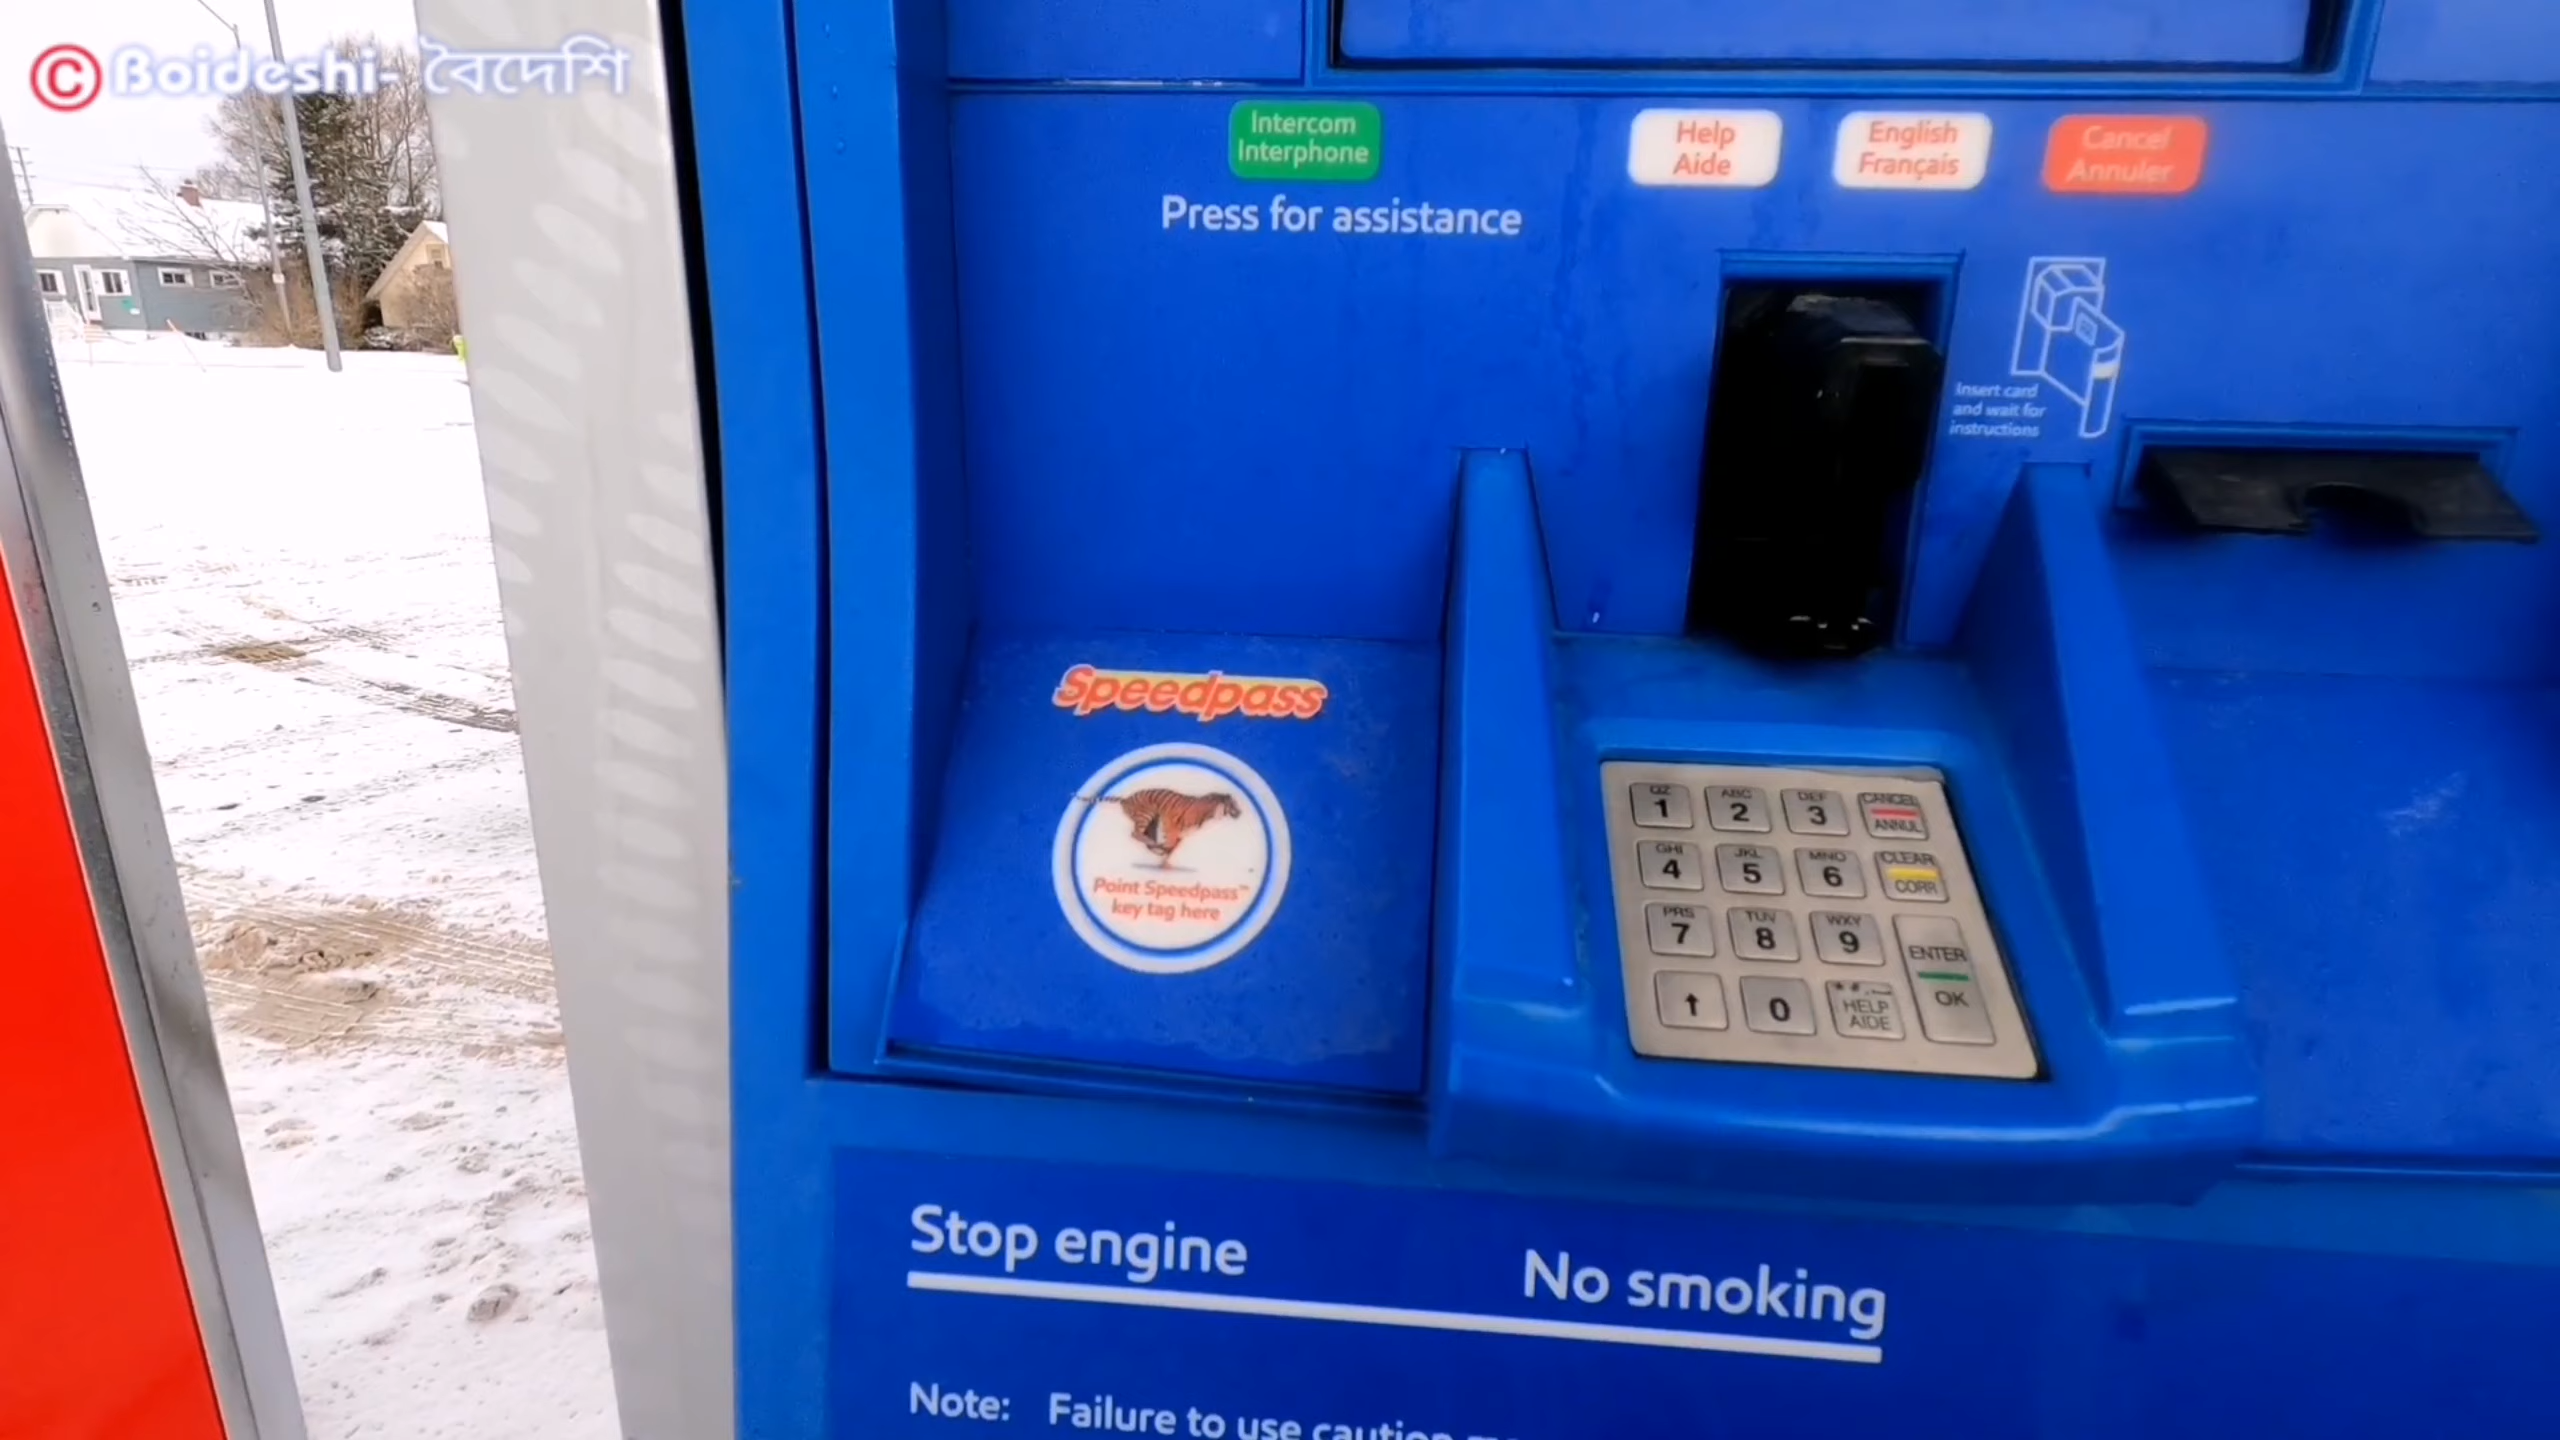 © Boideshi- বৈদেশি
Intercom
Interphone
Press for assistance
Help
Aide
English
Français
Cancel
Annuler
Insert card
and wait for
instructions
Speedpass
Point Speedpass™
key tag here
QZ
1
ABC
2
DEF
3
CANCEL
ANNUL
GHI
4
JKL
5
MNO
6
CLEAR
CORR
PRS
7
TUV
8
WXY
9
ENTER
OK
↑
0
HELP
AIDE
Stop engine
No smoking
Note: Failure to use caution